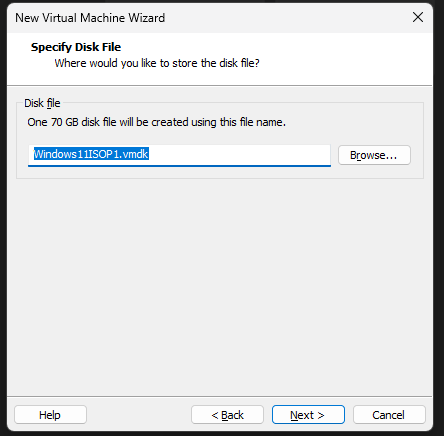 New Virtual Machine Wizard
Specify Disk File
Where would you like to store the disk file?
Disk file
One 70 GB disk file will be created using this file name.
Windows11ISOP1.vmdk
Browse...
Help
< Back
Next >
Cancel